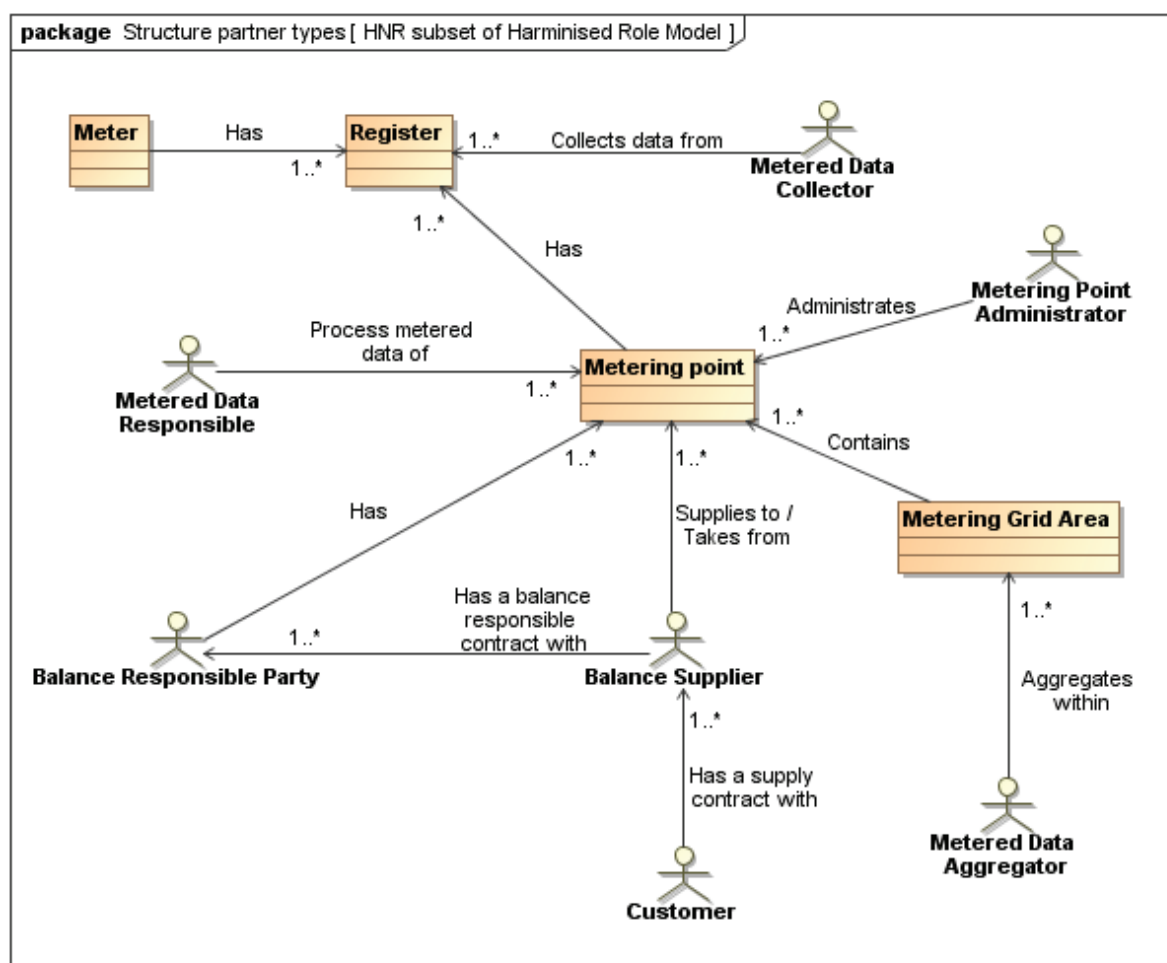 package Structure partner types [ HNR subset of Harminised Role Model ]
Meter
Has
1..*
Register
1..*
Collects data from
Metered Data
Collector
1..*
Has
Metering Point
Administrator
Administrates
1..*
Process metered
data of
1..*
Metered Data
Responsible
Metering point
1..*
1..*
1..*
Contains
Has
Supplies to /
Takes from
Metering Grid Area
1..*
Has a balance
responsible
contract with
1..*
Balance Responsible Party
Balance Supplier
1..*
Aggregates
within
Has a supply
contract with
Metered Data
Aggregator
Customer